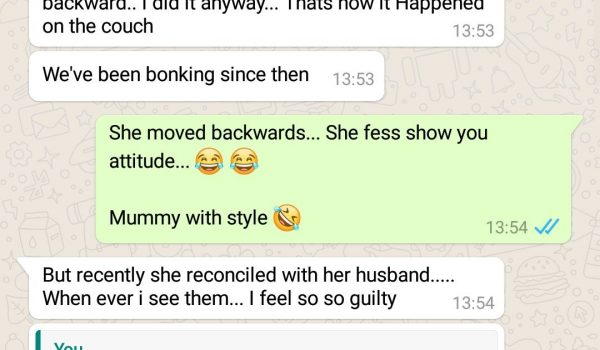 backward.. I did it anyway... Thats how it Happened
on the couch
13:53
We've been bonking since then
13:53
She moved backwards... She fess show you
attitude... 😂 😂
Mummy with style 🤣
13:54
But recently she reconciled with her husband.....
When ever i see them... I feel so so guilty
13:54
You